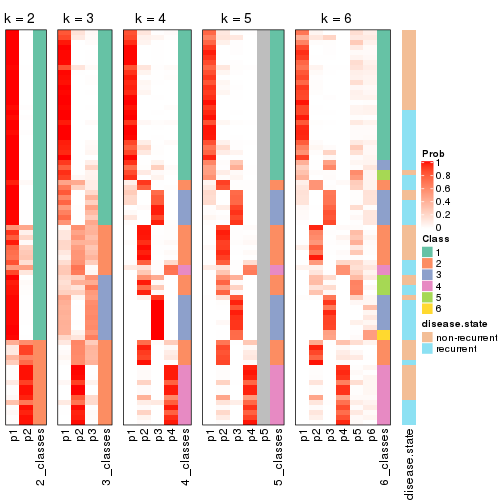 k = 2 k = 3 k = 4 k = 5 k = 6
Prob
1
0.8
0.6
0.4
0.2
0
Class
1
2
3
4
5
6
disease.state
non-recurrent
recurrent
p1 p2 2_classes p1 p2 p3 3_classes p1 p2 p3 p4 4_classes p1 p2 p3 p4 p5 5_classes p1 p2 p3 p4 p5 p6 6_classes disease.state